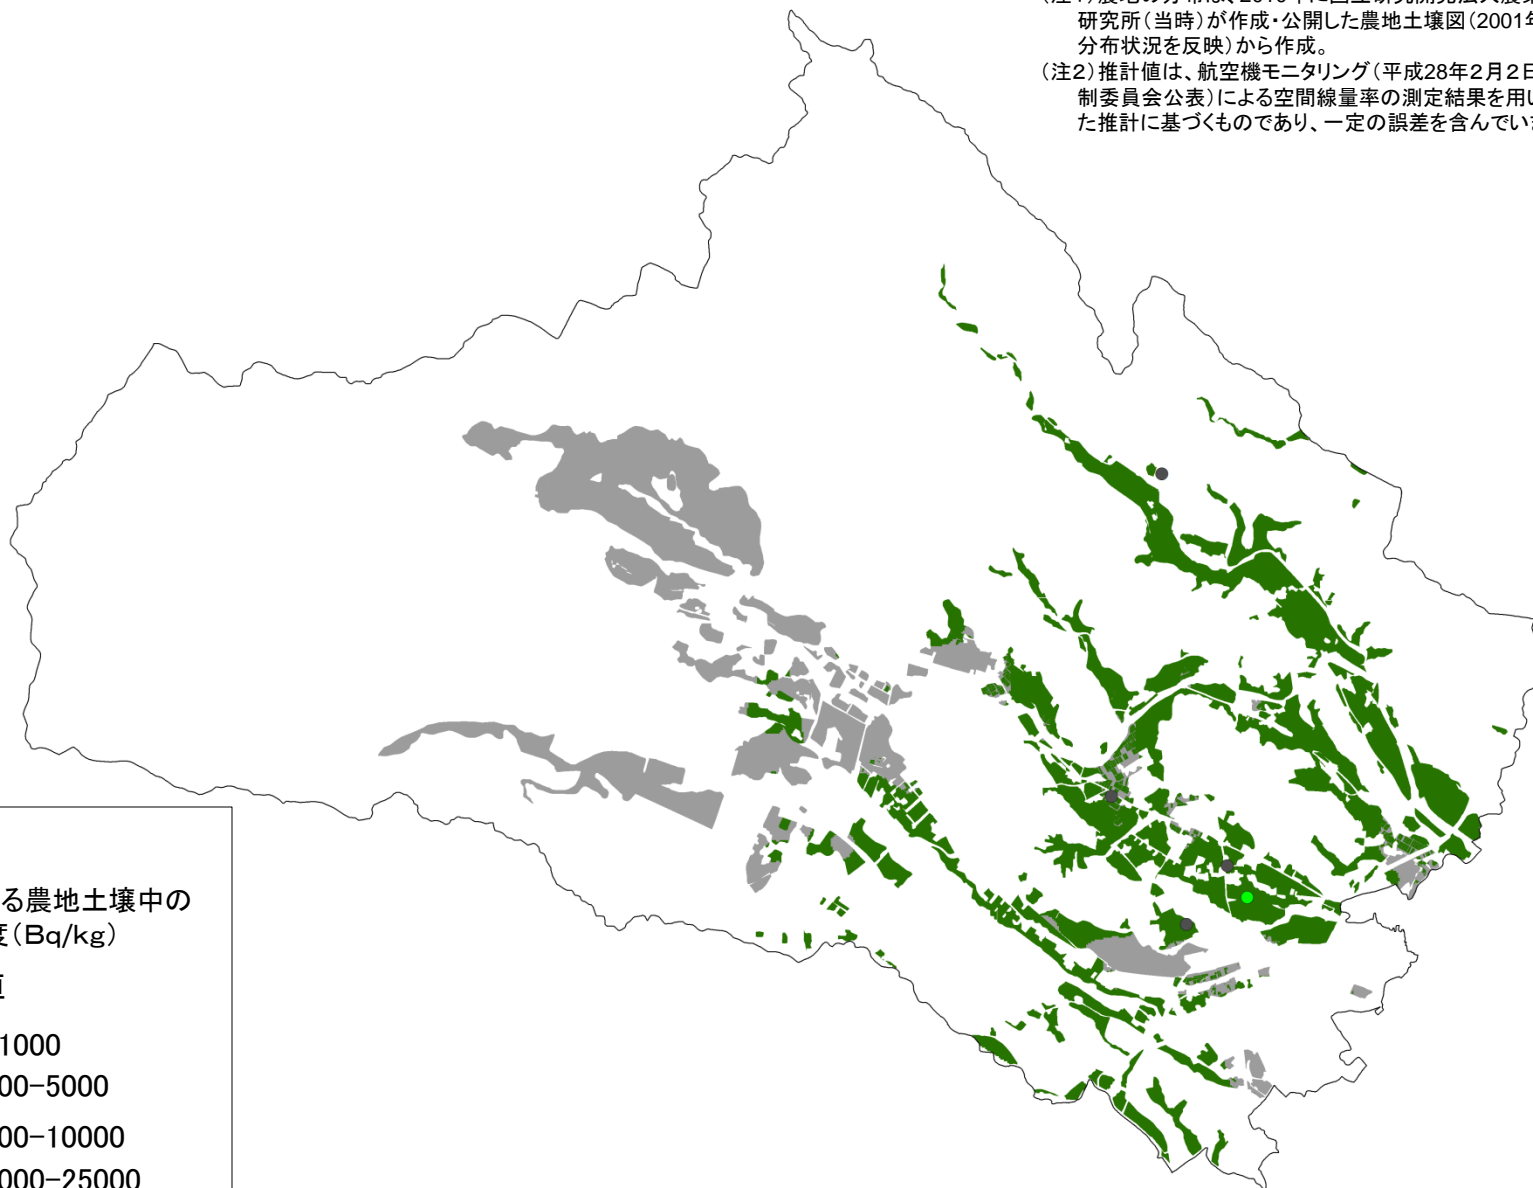 研究所（当時）が作成・公開した農地土壌図（2001年
分布状況を反映）から作成。
（注2）推計値は、航空機モニタリング（平成28年2月2日
制委員会公表）による空間線量率の測定結果を用い
た推計に基づくものであり、一定の誤差を含んでいま
る農地土壌中の
度（Bq/kg）
1000
00-5000
00-10000
000-25000